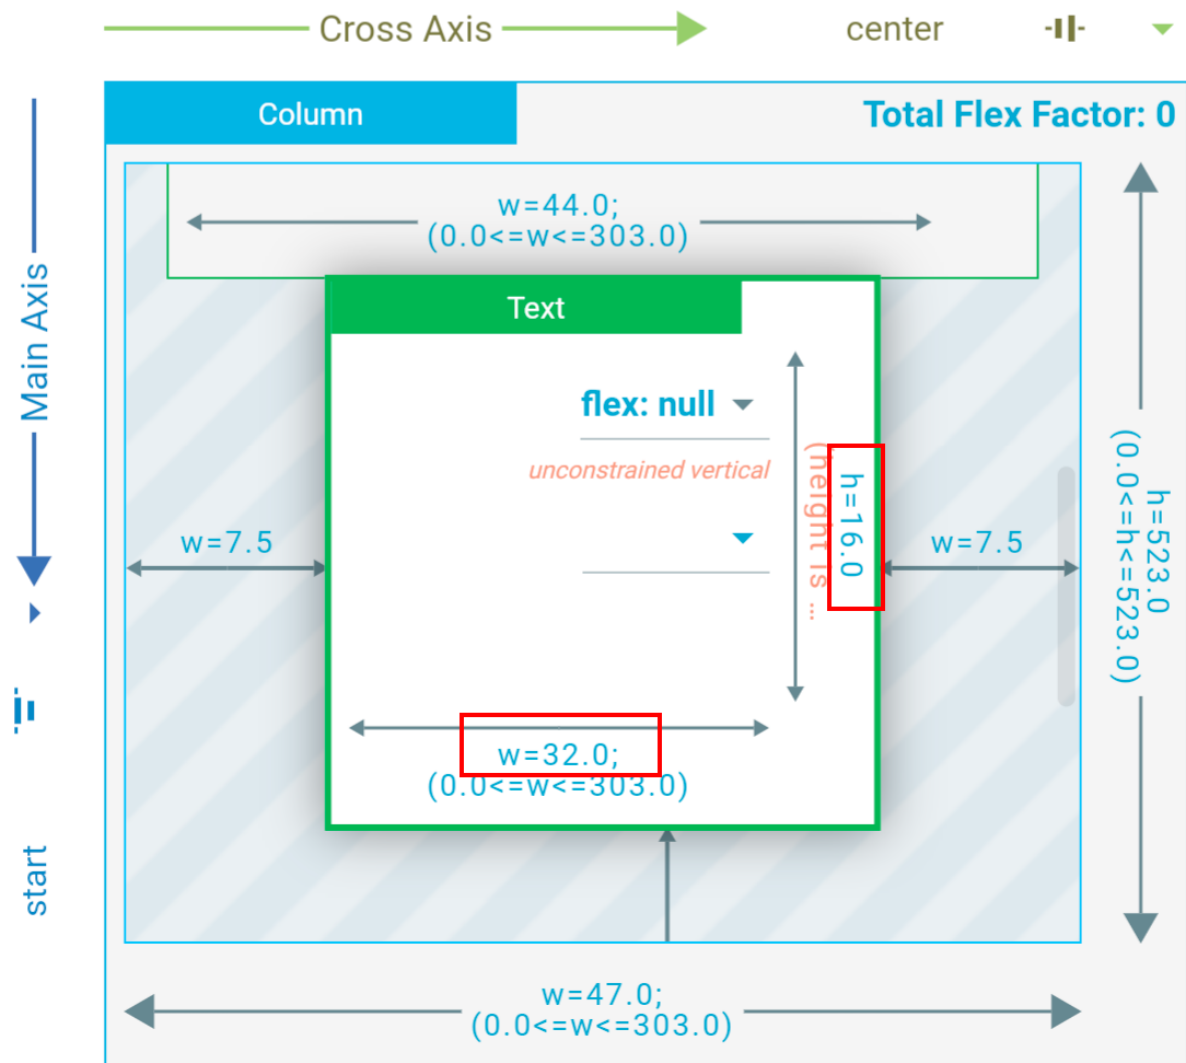 Cross Axis
center
Column
Total Flex Factor: 0
Main Axis
start
w=44.0;
(0.0<=w<=303.0)
Text
flex: null
unconstrained vertical
h=16.0
(height is ...
w=7.5
w=7.5
w=32.0;
(0.0<=w<=303.0)
h=523.0
(0.0<=h<=523.0)
w=47.0;
(0.0<=w<=303.0)